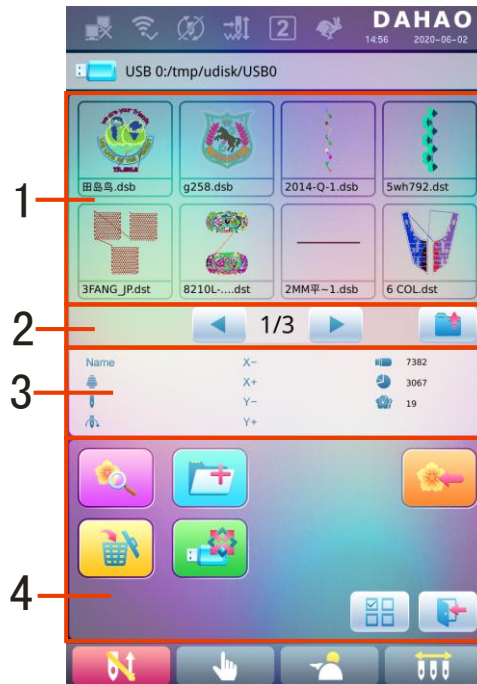 2
DAHAO
14:56 2020-06-02
USB 0:/tmp/udisk/USB0
1
田岛鸟.dsb
g258.dsb
2014-Q-1.dsb
5wh792.dst
3FANG_JP.dst
8210L-....dst
2MM平~1.dsb
6 COL.dst
2
1/3
3
Name X- 7382
X+ 3067
Y- 19
Y+
4